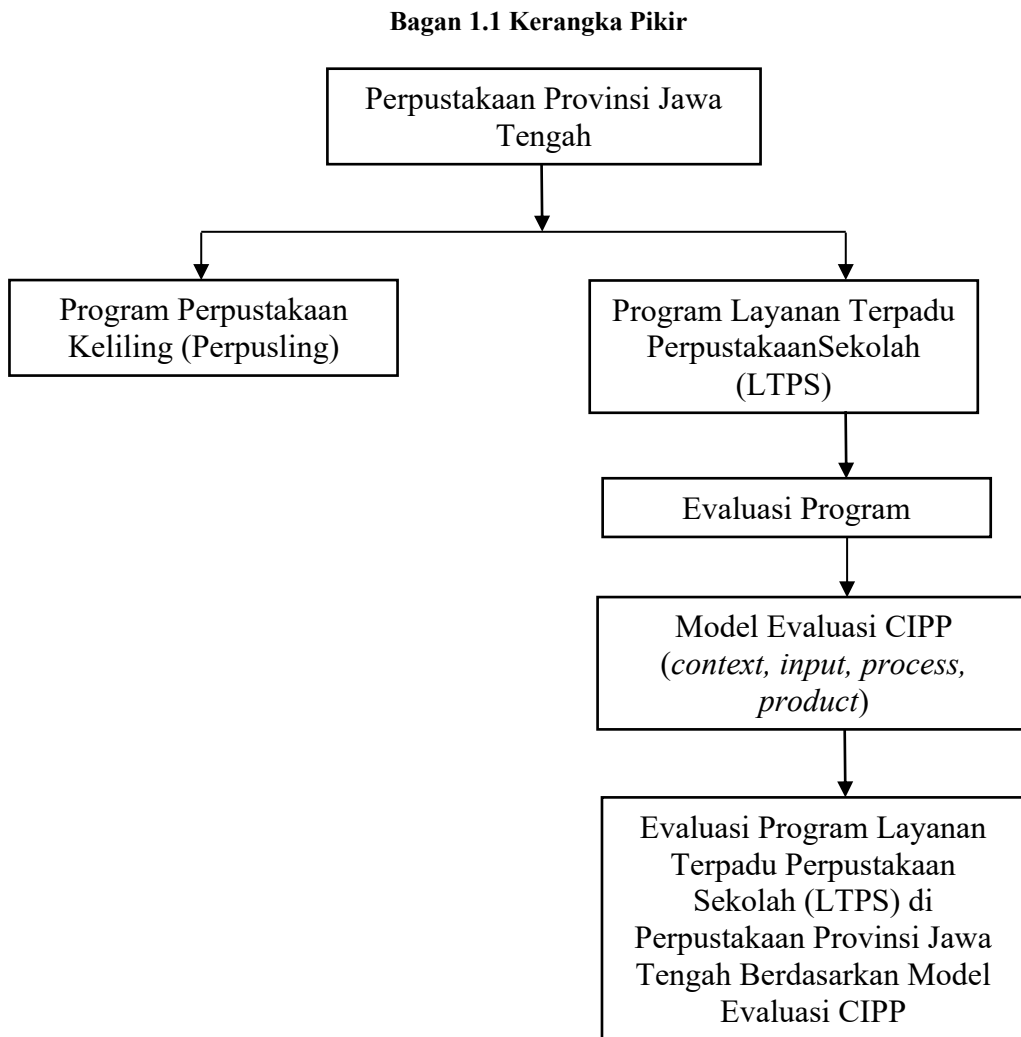 Bagan 1.1 Kerangka Pikir
Perpustakaan Provinsi Jawa
Tengah
Program Perpustakaan
Keliling (Perpusling)
Program Layanan Terpadu
PerpustakaanSekolah
(LTPS)
Evaluasi Program
Model Evaluasi CIPP
(context, input, process,
product)
Evaluasi Program Layanan
Terpadu Perpustakaan
Sekolah (LTPS) di
Perpustakaan Provinsi Jawa
Tengah Berdasarkan Model
Evaluasi CIPP